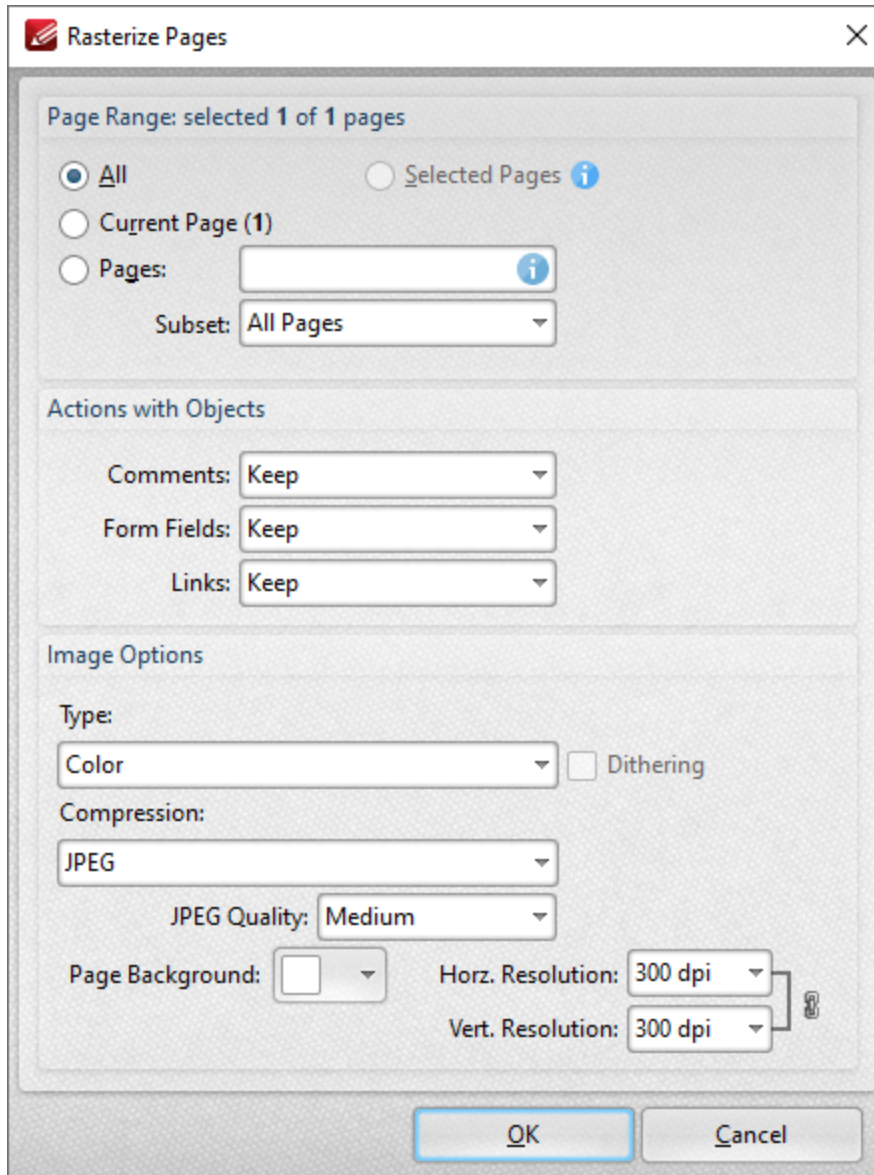 Rasterize Pages
Page Range: selected 1 of 1 pages
All
Selected Pages
Current Page (1)
Pages:
Subset: All Pages
Actions with Objects
Comments: Keep
Form Fields: Keep
Links: Keep
Image Options
Type:
Color
Dithering
Compression:
JPEG
JPEG Quality: Medium
Page Background:
Horz. Resolution: 300 dpi
Vert. Resolution: 300 dpi
OK
Cancel